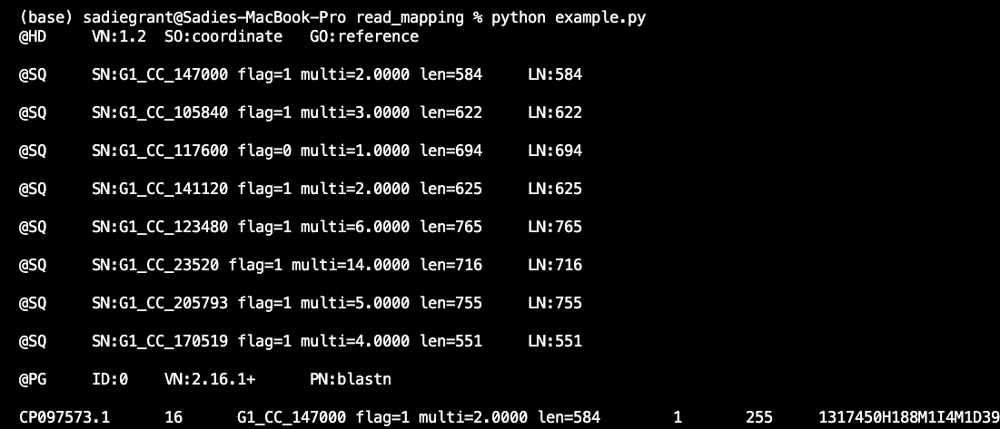 (base) sadiegrant@Sadies-MacBook-Pro read_mapping % python example.py
@HD VN:1.2 SO:coordinate GO:reference
@SQ SN:G1_CC_147000 flag=1 multi=2.0000 len=584 LN:584
@SQ SN:G1_CC_105840 flag=1 multi=3.0000 len=622 LN:622
@SQ SN:G1_CC_117600 flag=0 multi=1.0000 len=694 LN:694
@SQ SN:G1_CC_141120 flag=1 multi=2.0000 len=625 LN:625
@SQ SN:G1_CC_123480 flag=1 multi=6.0000 len=765 LN:765
@SQ SN:G1_CC_23520 flag=1 multi=14.0000 len=716 LN:716
@SQ SN:G1_CC_205793 flag=1 multi=5.0000 len=755 LN:755
@SQ SN:G1_CC_170519 flag=1 multi=4.0000 len=551 LN:551
@PG ID:0 VN:2.16.1+ PN:blastn
CP097573.1 16 G1_CC_147000 flag=1 multi=2.0000 len=584 1 255 1317450H188M1I4M1D39